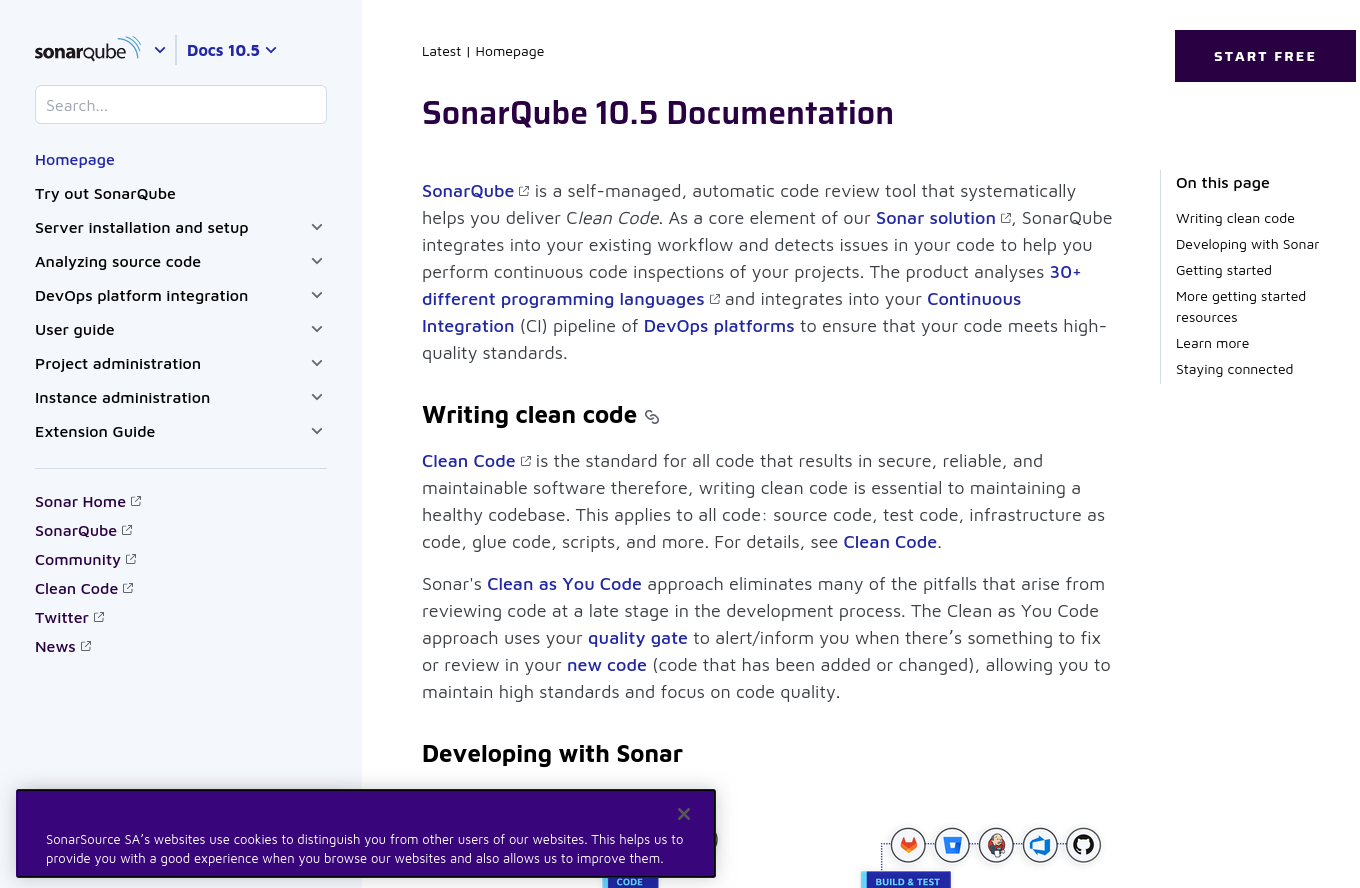 sonarqube Docs 10.5
Search...
Homepage
Try out SonarQube
Server installation and setup
Analyzing source code
DevOps platform integration
User guide
Project administration
Instance administration
Extension Guide
Sonar Home
SonarQube
Community
Clean Code
Twitter
News
Latest | Homepage
START FREE
SonarQube 10.5 Documentation
SonarQube is a self-managed, automatic code review tool that systematically
helps you deliver Clean Code. As a core element of our Sonar solution, SonarQube
integrates into your existing workflow and detects issues in your code to help you
perform continuous code inspections of your projects. The product analyses 30+
different programming languages and integrates into your Continuous
Integration (CI) pipeline of DevOps platforms to ensure that your code meets high-
quality standards.
Writing clean code
Clean Code is the standard for all code that results in secure, reliable, and
maintainable software therefore, writing clean code is essential to maintaining a
healthy codebase. This applies to all code: source code, test code, infrastructure as
code, glue code, scripts, and more. For details, see Clean Code.
Sonar's Clean as You Code approach eliminates many of the pitfalls that arise from
reviewing code at a late stage in the development process. The Clean as You Code
approach uses your quality gate to alert/inform you when there’s something to fix
or review in your new code (code that has been added or changed), allowing you to
maintain high standards and focus on code quality.
Developing with Sonar
CODE
BUILD & TEST
On this page
Writing clean code
Developing with Sonar
Getting started
More getting started
resources
Learn more
Staying connected
SonarSource SA’s websites use cookies to distinguish you from other users of our websites. This helps us to
provide you with a good experience when you browse our websites and also allows us to improve them.